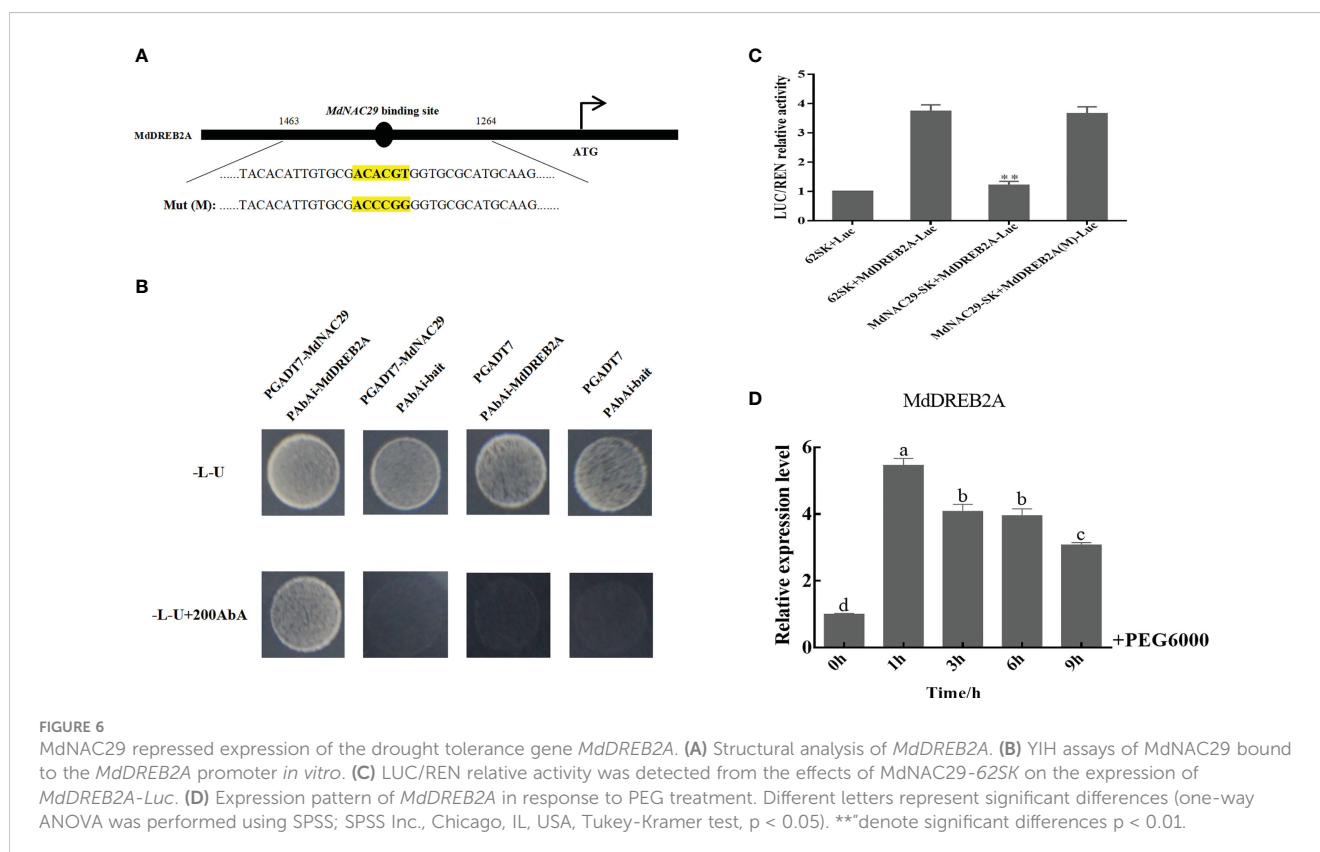 A
MdNAC29 binding site
1463
1264
MdDREB2A
ATG
......TACACATTGTGCGACACGTGGTGCGCATGCAAG......
Mut (M): ......TACACATTGTGCGACCCGGGGTGCGCATGCAAG.......
B
PGADT7-MdNAC29
PAbAi-MdDREB2A
PGADT7-MdNAC29
PAbAi-bait
PGADT7
PAbAi-MdDREB2A
PGADT7
PAbAi-bait
-L-U
-L-U+200AbA
C
LUC/REN relative activity
5
4
3
2
1
0
**
62SK+Luc
62SK+MdDREB2A-Luc
MdNAC29-SK+MdDREB2A-Luc
MdNAC29-SK+MdDREB2A(M)-Luc
D
MdDREB2A
Relative expression level
6
4
2
0
d
a
b
b
c
0h
1h
3h
6h
9h
+PEG6000
Time/h
FIGURE 6
MdNAC29 repressed expression of the drought tolerance gene MdDREB2A. (A) Structural analysis of MdDREB2A. (B) YIH assays of MdNAC29 bound
to the MdDREB2A promoter in vitro. (C) LUC/REN relative activity was detected from the effects of MdNAC29-62SK on the expression of
MdDREB2A-Luc. (D) Expression pattern of MdDREB2A in response to PEG treatment. Different letters represent significant differences (one-way
ANOVA was performed using SPSS; SPSS Inc., Chicago, IL, USA, Tukey-Kramer test, p < 0.05). **″denote significant differences p < 0.01.